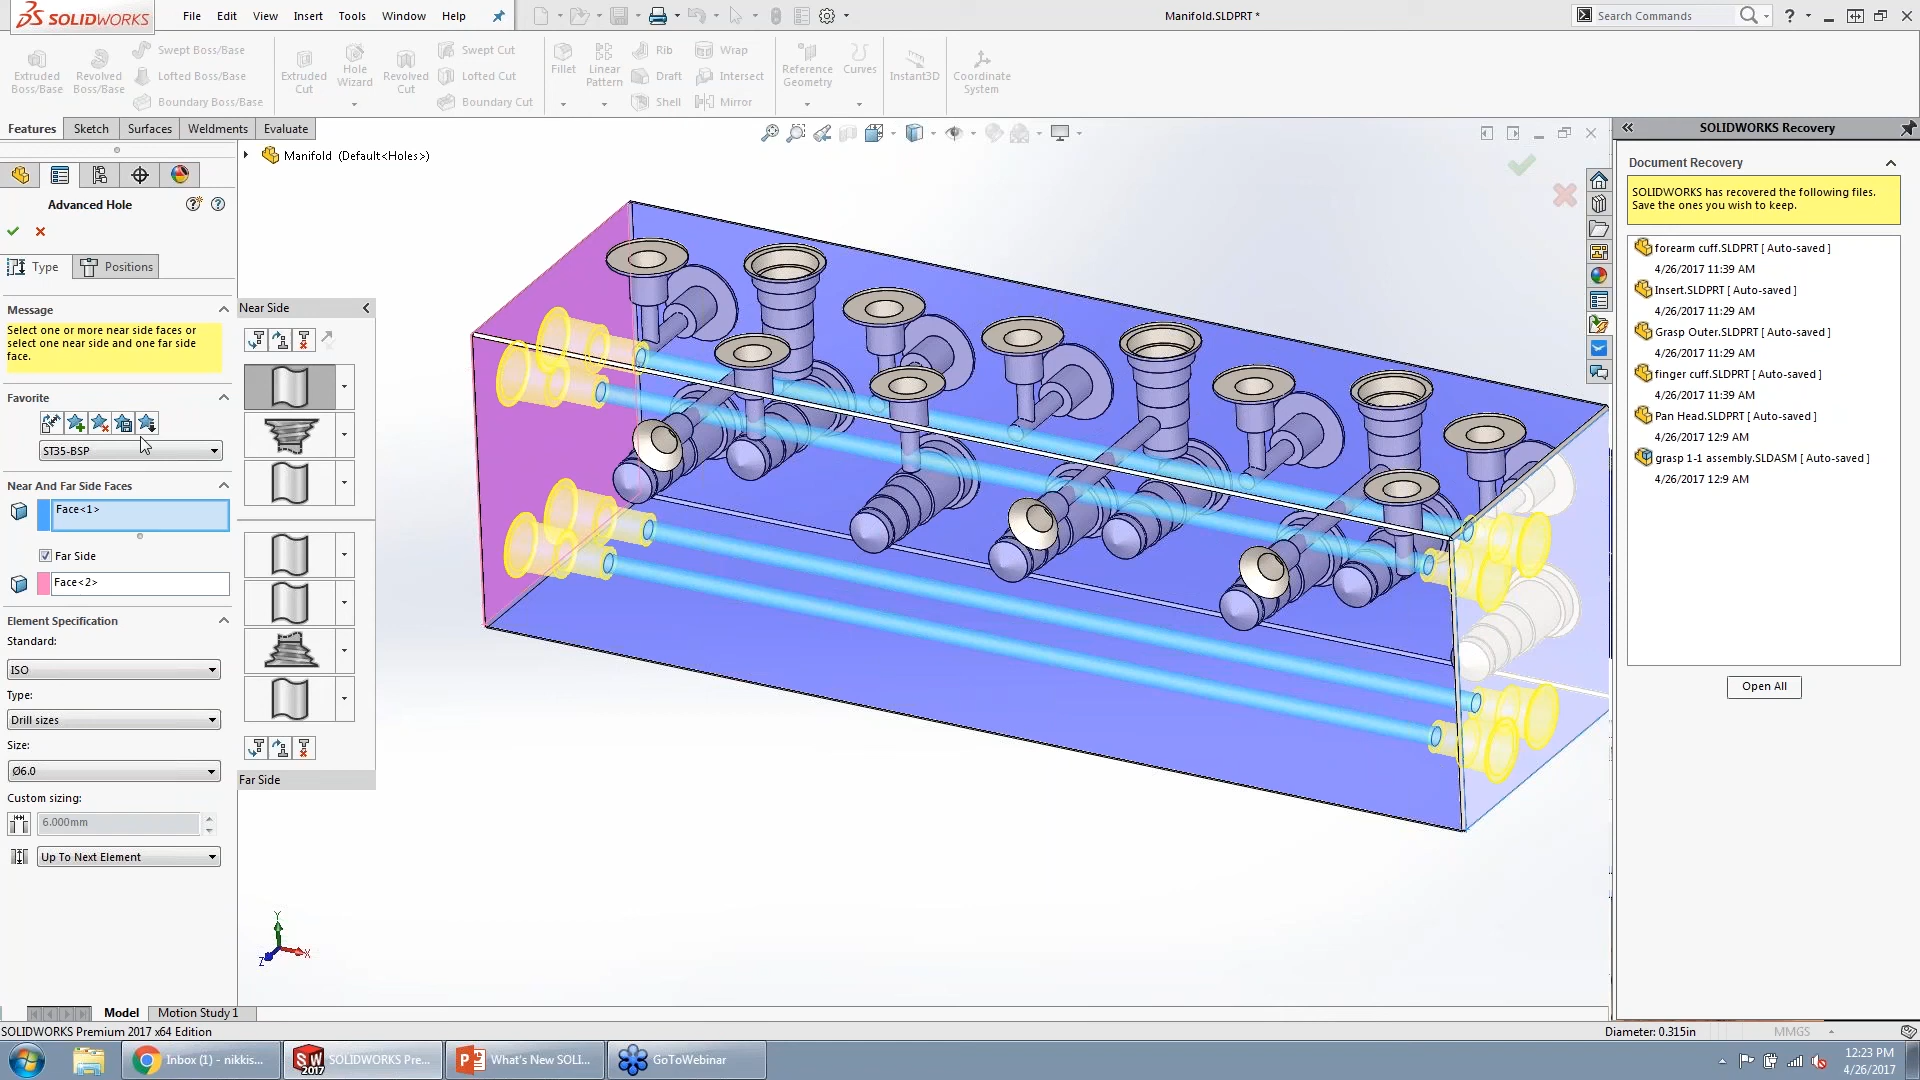 SOLIDWORKS
File Edit View Insert Tools Window Help
Manifold.SLDPRT *
Search Commands
Extruded Boss/Base
Revolved Boss/Base
Swept Boss/Base
Lofted Boss/Base
Boundary Boss/Base
Extruded Cut
Hole Wizard
Revolved Cut
Swept Cut
Lofted Cut
Boundary Cut
Fillet
Linear Pattern
Rib
Draft
Shell
Wrap
Intersect
Mirror
Reference Geometry
Curves
Instant3D
Coordinate System
Features Sketch Surfaces Weldments Evaluate
Manifold (Default<Holes>)
Advanced Hole
Type
Positions
Message
Select one or more near side faces or
select one near side and one far side
face.
Favorite
ST35-BSP
Near And Far Side Faces
Face<1>
Far Side
Face<2>
Element Specification
Standard:
ISO
Type:
Drill sizes
Size:
Ø6.0
Custom sizing:
6.000mm
Up To Next Element
Near Side
Far Side
Y
X
Z
SOLIDWORKS Recovery
Document Recovery
SOLIDWORKS has recovered the following files.
Save the ones you wish to keep.
forearm cuff.SLDPRT [ Auto-saved ]
4/26/2017 11:39 AM
Insert.SLDPRT [ Auto-saved ]
4/26/2017 11:29 AM
Grasp Outer.SLDPRT [ Auto-saved ]
4/26/2017 11:29 AM
finger cuff.SLDPRT [ Auto-saved ]
4/26/2017 11:39 AM
Pan Head.SLDPRT [ Auto-saved ]
4/26/2017 12:9 AM
grasp 1-1 assembly.SLDASM [ Auto-saved ]
4/26/2017 12:9 AM
Open All
Model
Motion Study 1
SOLIDWORKS Premium 2017 x64 Edition
Diameter: 0.315in
MMGS
Inbox (1) - nikkis...
SW 2017
SOLIDWORKS Pre...
What's New SOLI...
GoToWebinar
12:23 PM
4/26/2017